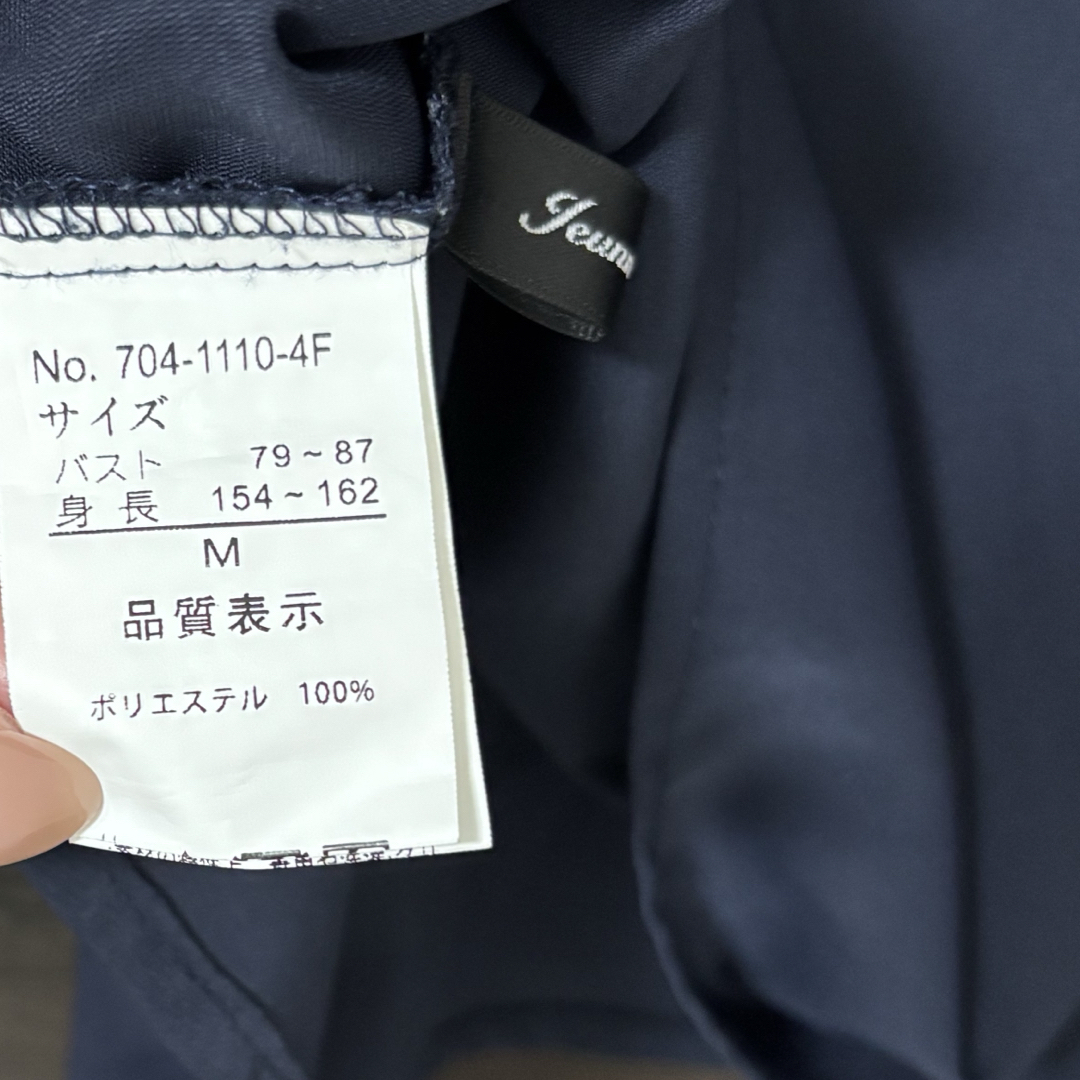 No. 704-1110-4F
サイズ
バスト 79~87
身長 154~162
M
品質表示
ポリエステル 100%